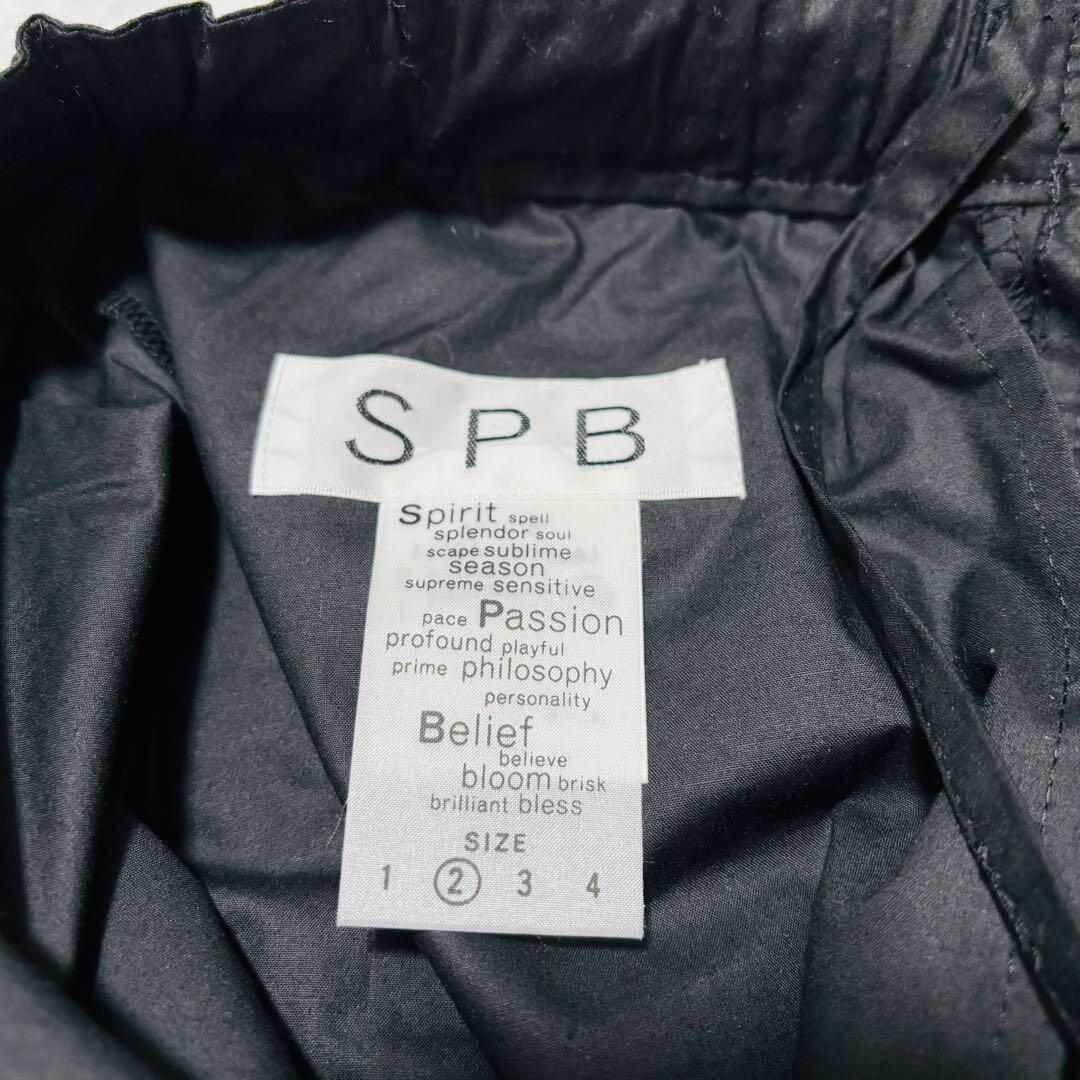 SPB
Spirit spell
splendor soul
scape sublime
season
supreme sensitive
pace Passion
profound playful
prime philosophy
personality
Belief
believe
bloom brisk
brilliant bless
SIZE
1 2 3 4